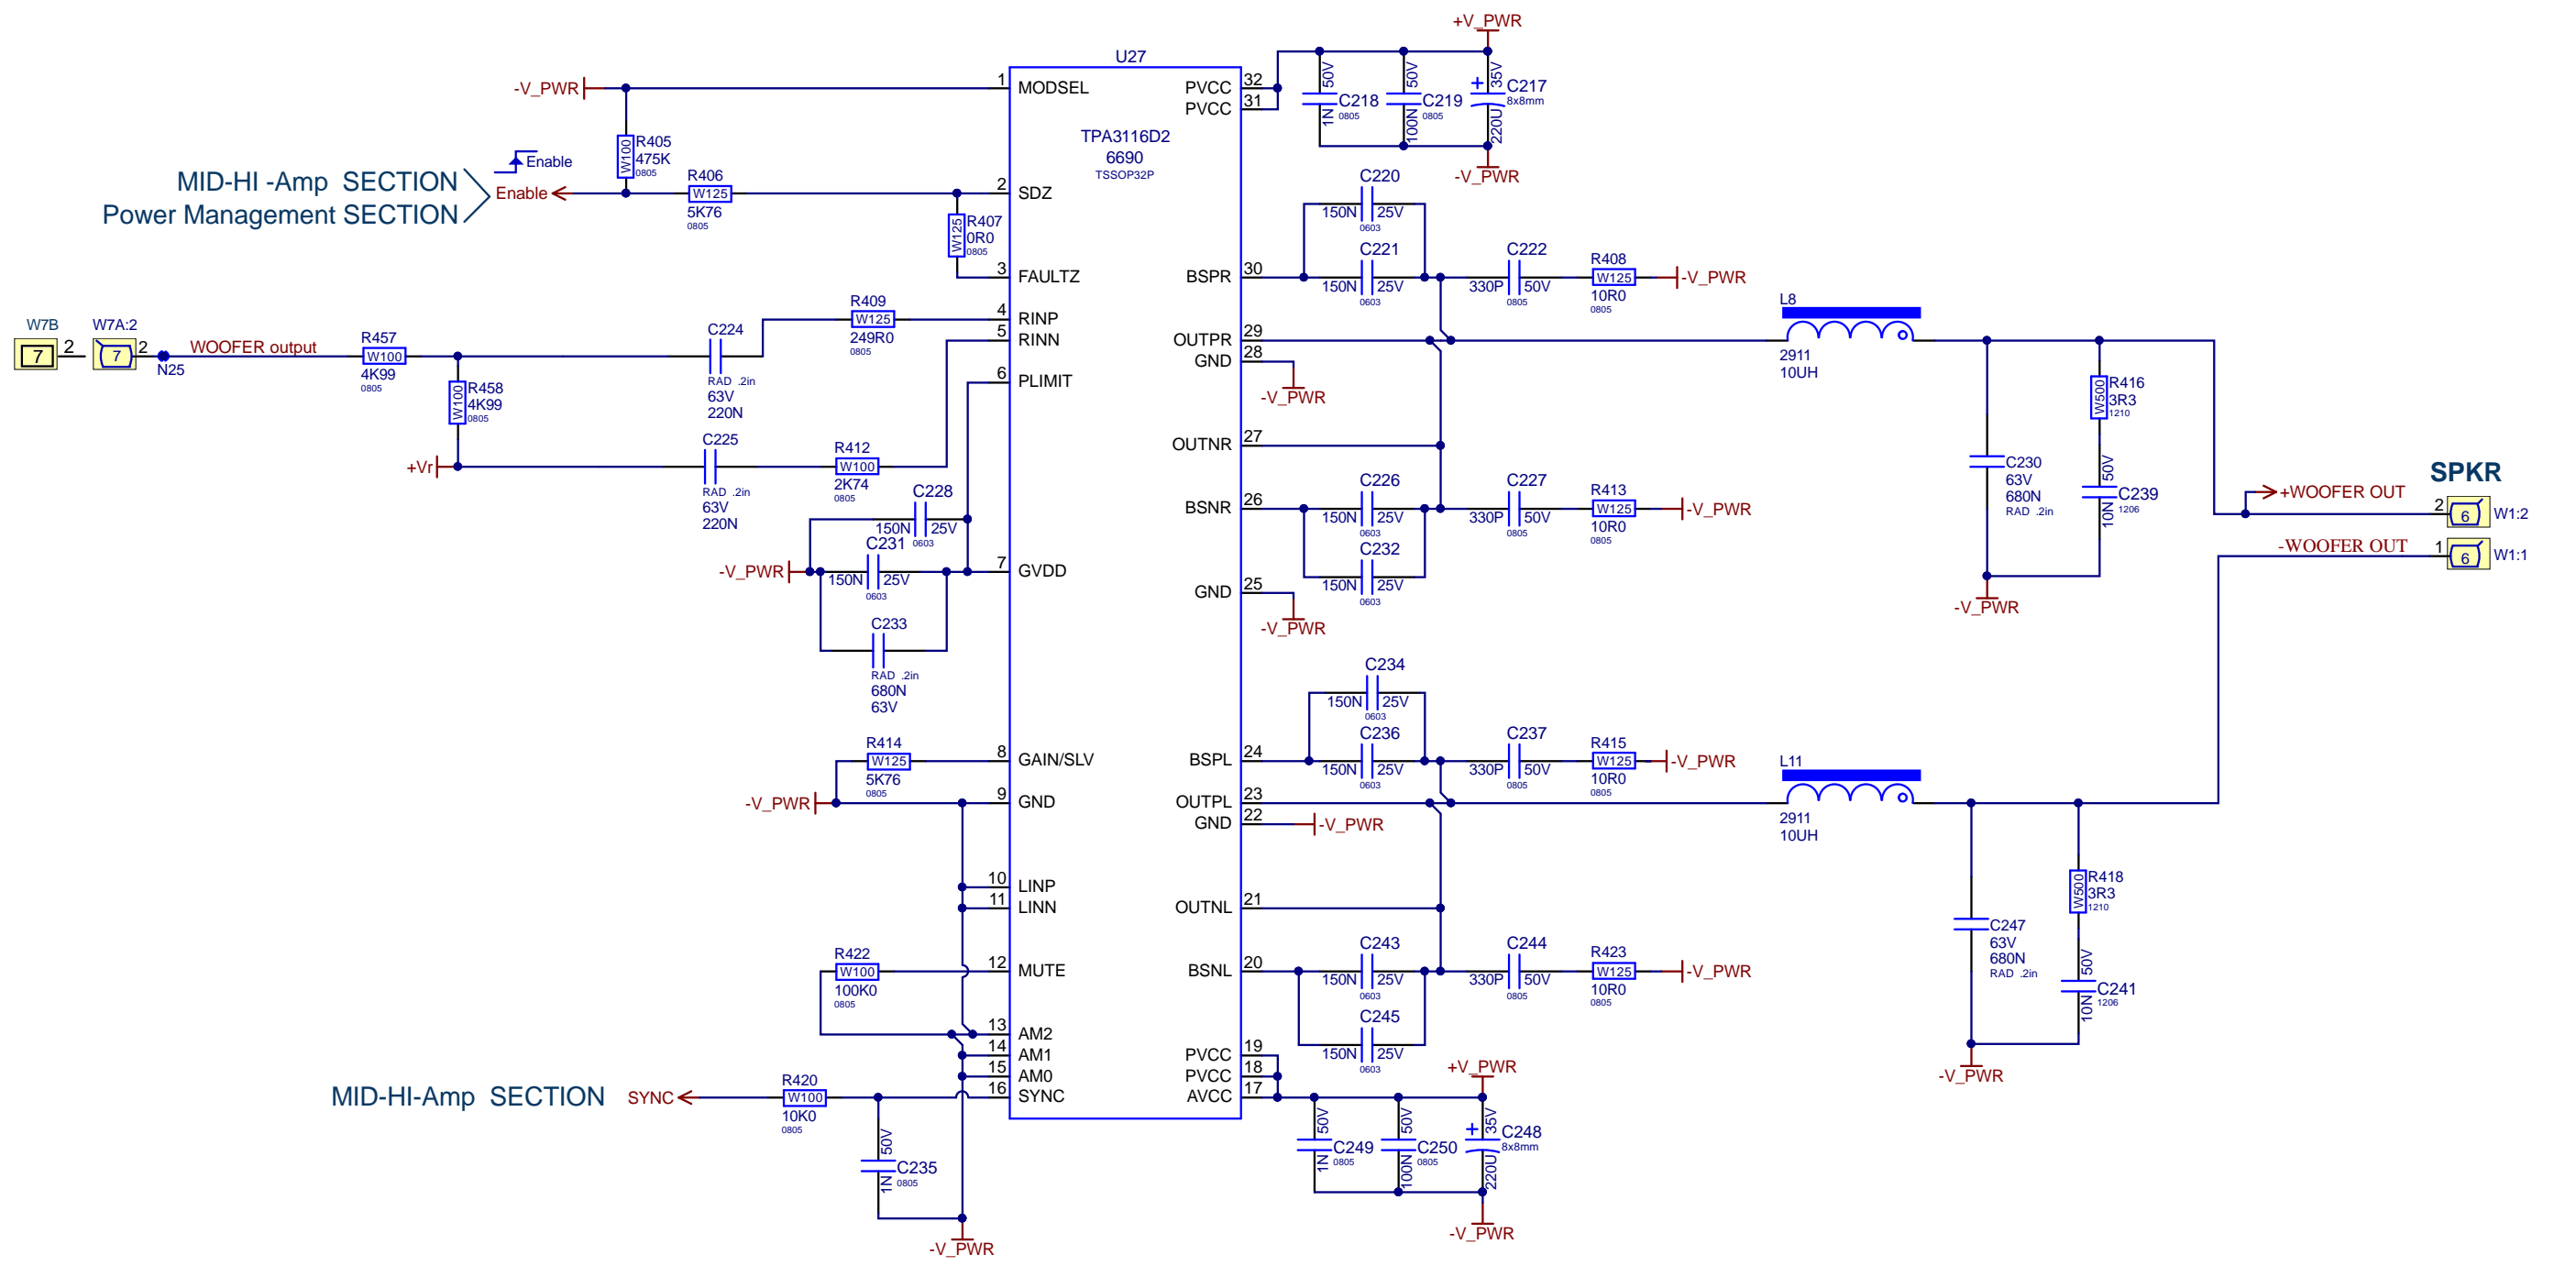 +V_PWR
U27
-V_PWR
1 MODSEL
TPA3116D2
6690
TSSOP32P
PVCC 32
PVCC 31
50V
C218
1N 0805
50V
C219
100N 0805
+ 35V
C217
8x8mm
220U
-V_PWR
R405
W100
475K
0805
Enable
MID-HI -Amp SECTION
Power Management SECTION
Enable
R406
W125
5K76
0805
2 SDZ
R407
W125
0R0
0805
3 FAULTZ
C220
150N 25V
0603
C221
150N 25V
0603
BSPR 30
C222
330P 50V
0805
R408
W125
10R0
0805
-V_PWR
W7B
7 2
W7A:2
7 2
N25
WOOFER output
R457
W100
4K99
0805
R458
W100
4K99
0805
+Vr
C224
RAD .2in
63V
220N
R409
W125
249R0
0805
4 RINP
5 RINN
6 PLIMIT
C225
RAD .2in
63V
220N
R412
W100
2K74
0805
OUTPR 29
GND 28
-V_PWR
OUTNR 27
L8
2911
10UH
R416
W500
3R3
1210
C230
63V
680N
RAD .2in
50V
C239
10N 1206
-V_PWR
SPKR
+WOOFER OUT
2 6 W1:2
-WOOFER OUT
1 6 W1:1
C228
150N 25V
0603
C231
-V_PWR
150N 25V
0603
7 GVDD
C233
RAD .2in
680N
63V
BSNR 26
C226
150N 25V
0603
C232
150N 25V
0603
C227
330P 50V
0805
R413
W125
10R0
0805
-V_PWR
GND 25
-V_PWR
C234
150N 25V
0603
C236
150N 25V
0603
BSPL 24
C237
330P 50V
0805
R415
W125
10R0
0805
-V_PWR
R414
W125
5K76
0805
8 GAIN/SLV
-V_PWR
9 GND
OUTPL 23
GND 22
-V_PWR
L11
2911
10UH
10 LINP
11 LINN
OUTNL 21
R418
W500
3R3
1210
C247
63V
680N
RAD .2in
50V
C241
10N 1206
-V_PWR
R422
W100
100K0
0805
12 MUTE
BSNL 20
C243
150N 25V
0603
C245
150N 25V
0603
C244
330P 50V
0805
R423
W125
10R0
0805
-V_PWR
13 AM2
14 AM1
15 AM0
16 SYNC
PVCC 19
PVCC 18
AVCC 17
+V_PWR
MID-HI-Amp SECTION
SYNC
R420
W100
10K0
0805
50V
C235
1N 0805
-V_PWR
50V
C249
1N 0805
50V
C250
100N 0805
+ 35V
C248
8x8mm
220U
-V_PWR